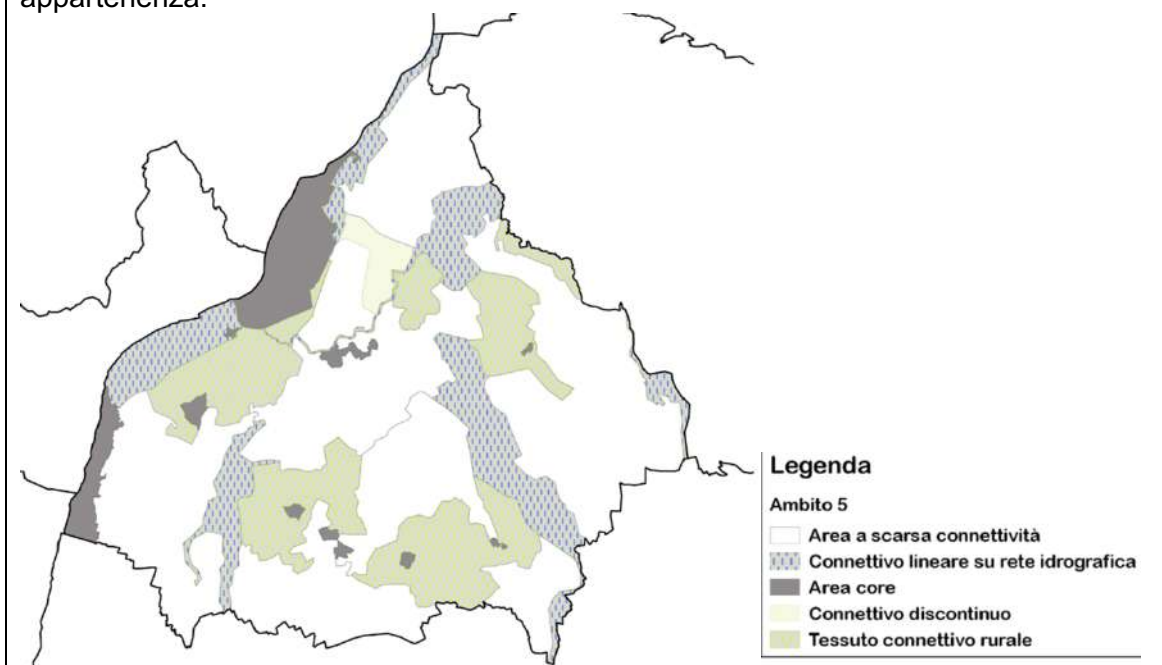 appartenenza.
Legenda
Ambito 5
Area a scarsa connettività
Connettivo lineare su rete idrografica
Area core
Connettivo discontinuo
Tessuto connettivo rurale